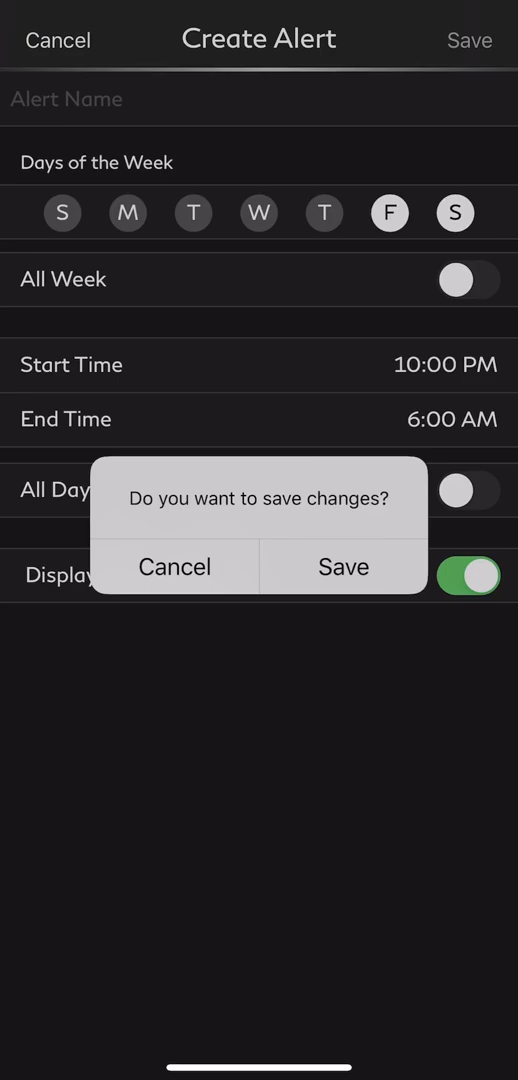 Cancel Create Alert Save
Alert Name
Days of the Week
S M T W T F S
All Week
Start Time 10:00 PM
End Time 6:00 AM
All Day
Do you want to save changes?
Cancel Save
Display